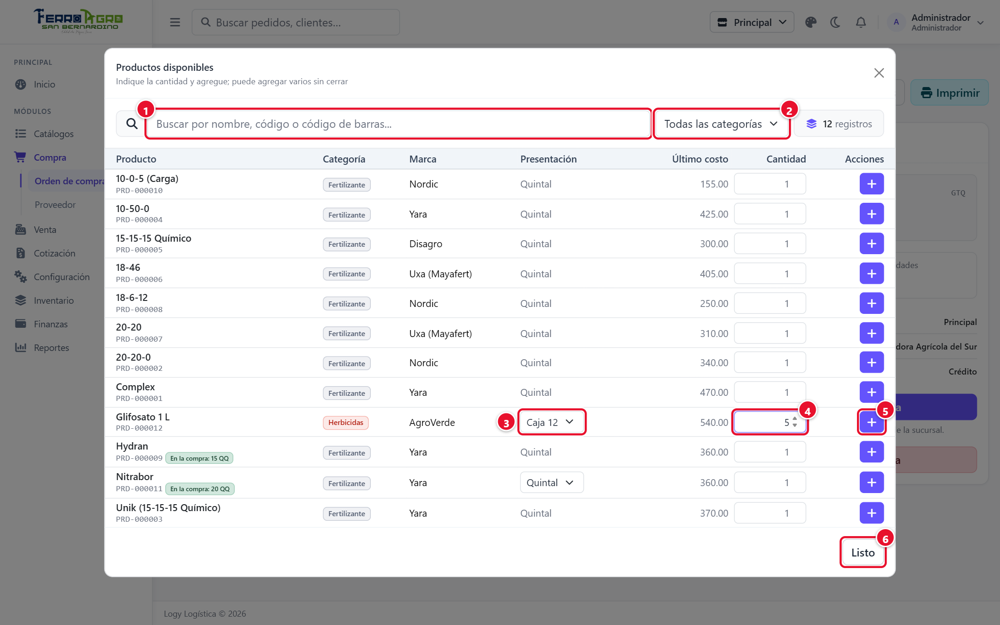 FERROAGRO
SAN BERNARDINO
Buscar pedidos, clientes...
Principal
A
Administrador
Administrador
PRINCIPAL
Inicio
MÓDULOS
Catálogos
Compra
Orden de compra
Proveedor
Venta
Cotización
Configuración
Inventario
Finanzas
Reportes
Imprimir
GTQ
dades
Principal
dora Agrícola del Sur
Crédito
a
e la sucursal.
a
Productos disponibles
Indique la cantidad y agregue; puede agregar varios sin cerrar
1
Buscar por nombre, código o código de barras...
2
Todas las categorías
12 registros
Producto Categoría Marca Presentación Último costo Cantidad Acciones
10-0-5 (Carga) Fertilizante Nordic Quintal 155.00 1
PRD-000010
10-50-0 Fertilizante Yara Quintal 425.00 1
PRD-000004
15-15-15 Químico Fertilizante Disagro Quintal 300.00 1
PRD-000005
18-46 Fertilizante Uxa (Mayafert) Quintal 405.00 1
PRD-000006
18-6-12 Fertilizante Nordic Quintal 250.00 1
PRD-000008
20-20 Fertilizante Uxa (Mayafert) Quintal 310.00 1
PRD-000007
20-20-0 Fertilizante Nordic Quintal 340.00 1
PRD-000002
Complex Fertilizante Yara Quintal 470.00 1
PRD-000001
Glifosato 1 L Herbicidas AgroVerde 3 Caja 12 540.00 5 4 5
PRD-000012
Hydran Fertilizante Yara Quintal 360.00 1
PRD-000009 En la compra: 15 QQ
Nitrabor Fertilizante Yara Quintal 360.00 1
PRD-000011 En la compra: 20 QQ
Unik (15-15-15 Químico) Fertilizante Yara Quintal 370.00 1
PRD-000003
6
Listo
Logy Logística © 2026